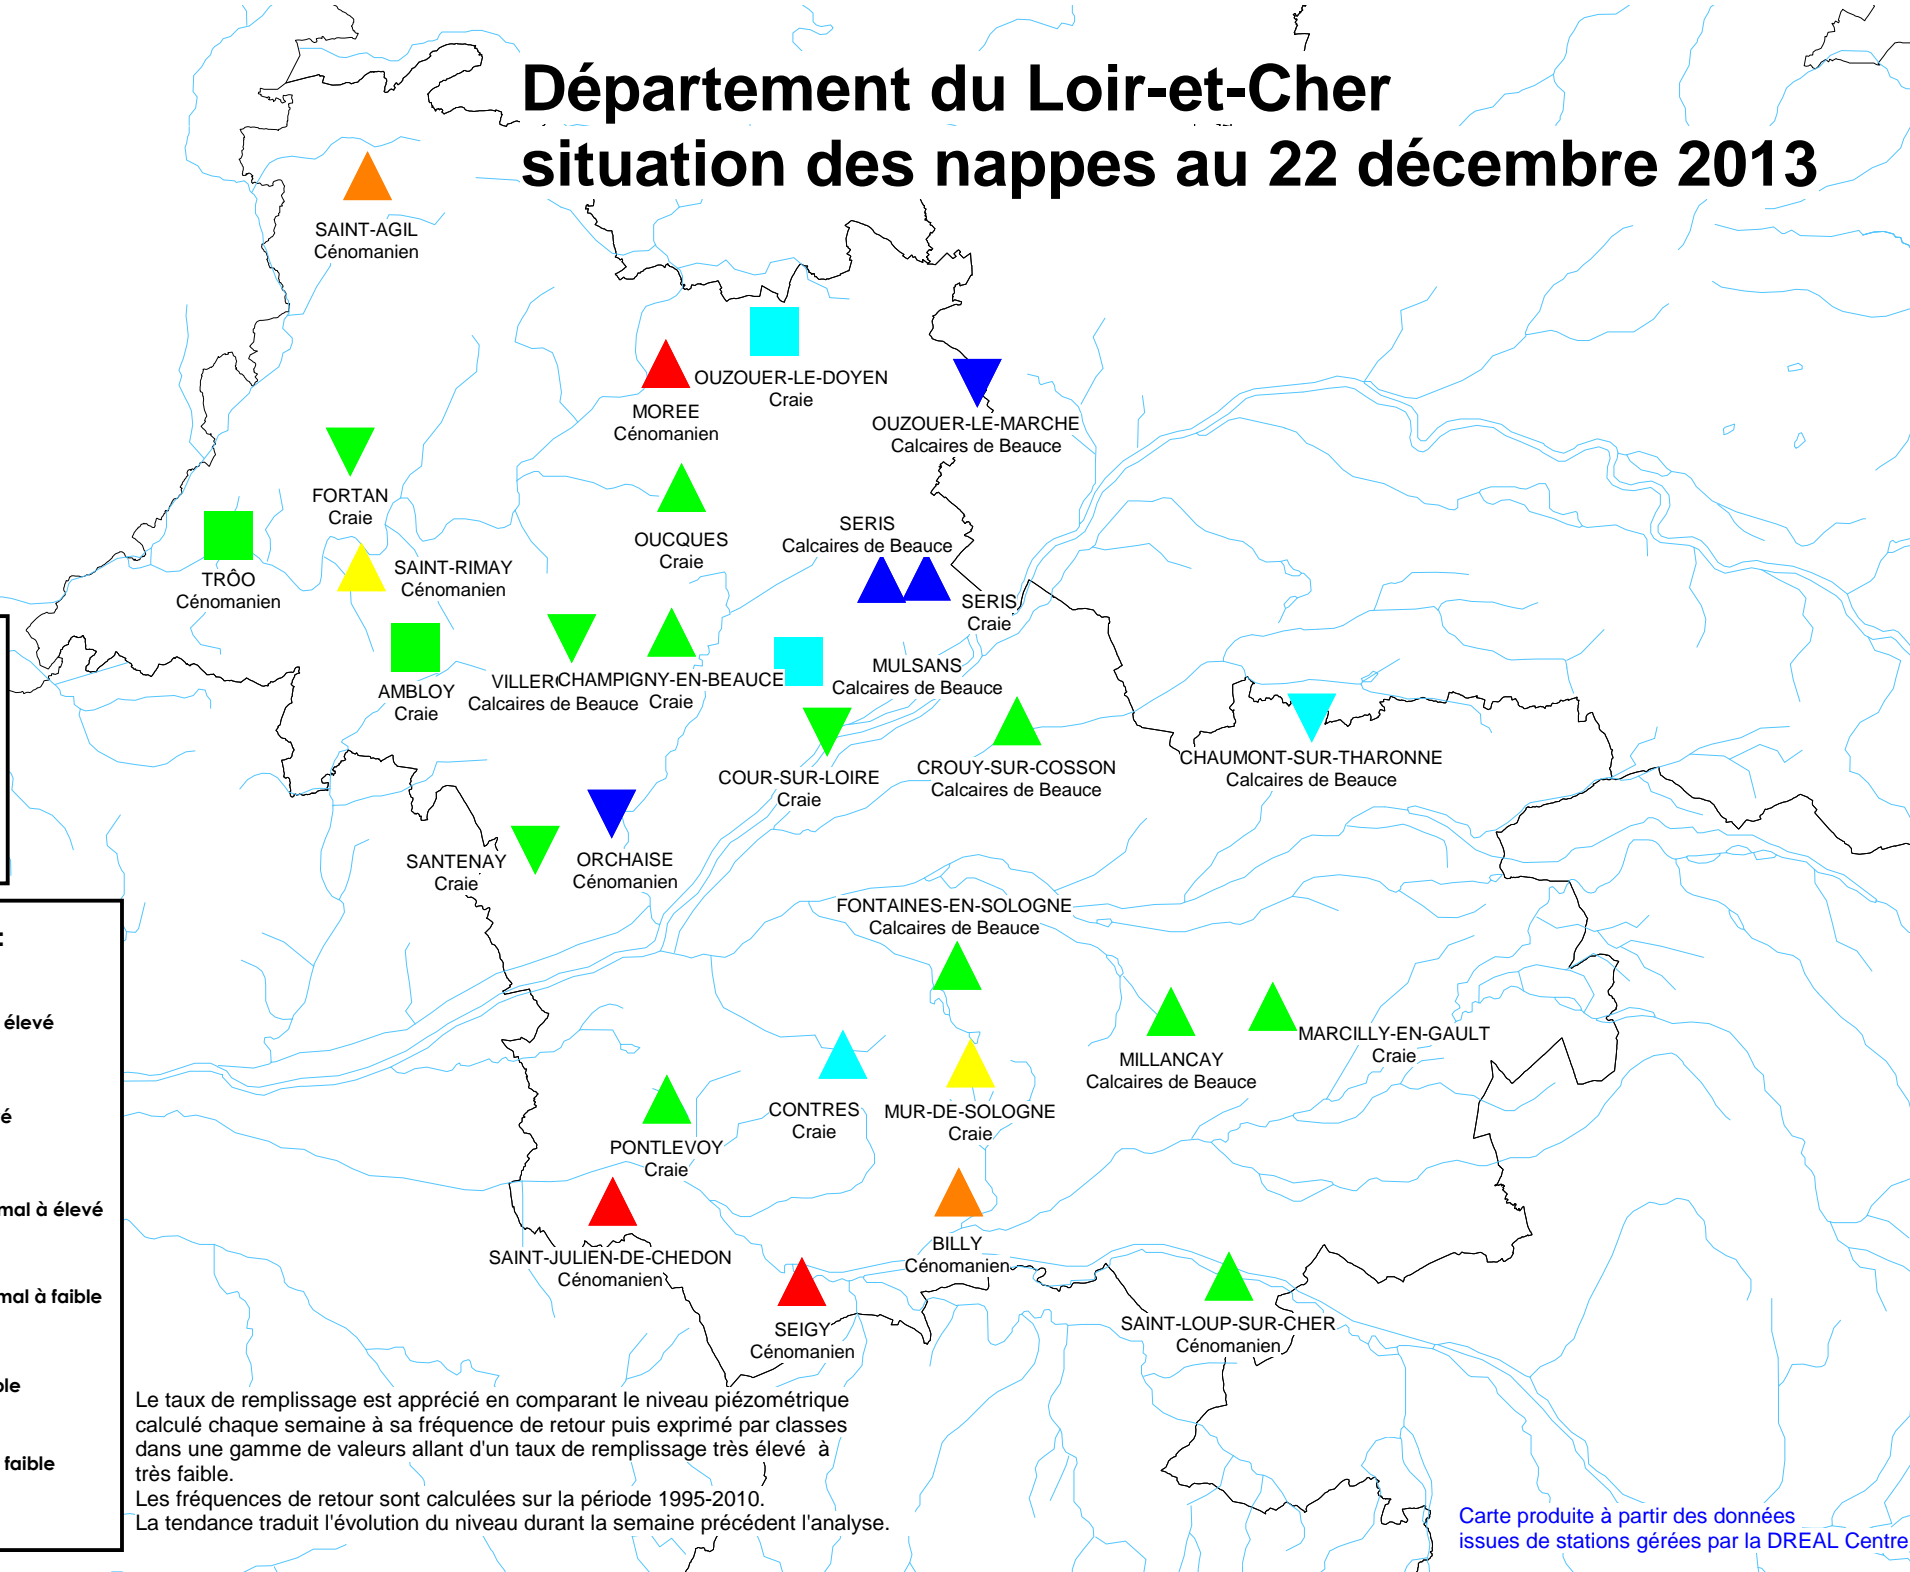 Département du Loir-et-Cher
situation des nappes au 22 décembre 2013
SAINT-AGIL
Cénomanien
OUZOUER-LE-DOYEN
Craie
MOREE
Cénomanien
OUZOUER-LE-MARCHE
Calcaires de Beauce
FORTAN
Craie
OUCQUES
Craie
SERIS
Calcaires de Beauce
TRÔO
Cénomanien
SAINT-RIMAY
Cénomanien
SERIS
Craie
AMBLOY
Craie
Calcaires de Beauce
CHAMPIGNY-EN-BEAUCE
Craie
MULSANS
Calcaires de Beauce
COUR-SUR-LOIRE
Craie
CROUY-SUR-COSSON
Calcaires de Beauce
CHAUMONT-SUR-THARONNE
Calcaires de Beauce
SANTENAY
Craie
ORCHAISE
Cénomanien
FONTAINES-EN-SOLOGNE
Calcaires de Beauce
MILLANCAY
Calcaires de Beauce
MARCILLY-EN-GAULT
Craie
CONTRES
Craie
MUR-DE-SOLOGNE
Craie
PONTLEVOY
Craie
SAINT-JULIEN-DE-CHEDON
Cénomanien
BILLY
Cénomanien
SEIGY
Cénomanien
SAINT-LOUP-SUR-CHER
Cénomanien
:
élevé
é
mal à élevé
mal à faible
ble
faible
Le taux de remplissage est apprécié en comparant le niveau piézométrique
calculé chaque semaine à sa fréquence de retour puis exprimé par classes
dans une gamme de valeurs allant d'un taux de remplissage très élevé à
très faible.
Les fréquences de retour sont calculées sur la période 1995-2010.
La tendance traduit l'évolution du niveau durant la semaine précédent l'analyse.
Carte produite à partir des données
issues de stations gérées par la DREAL Centre